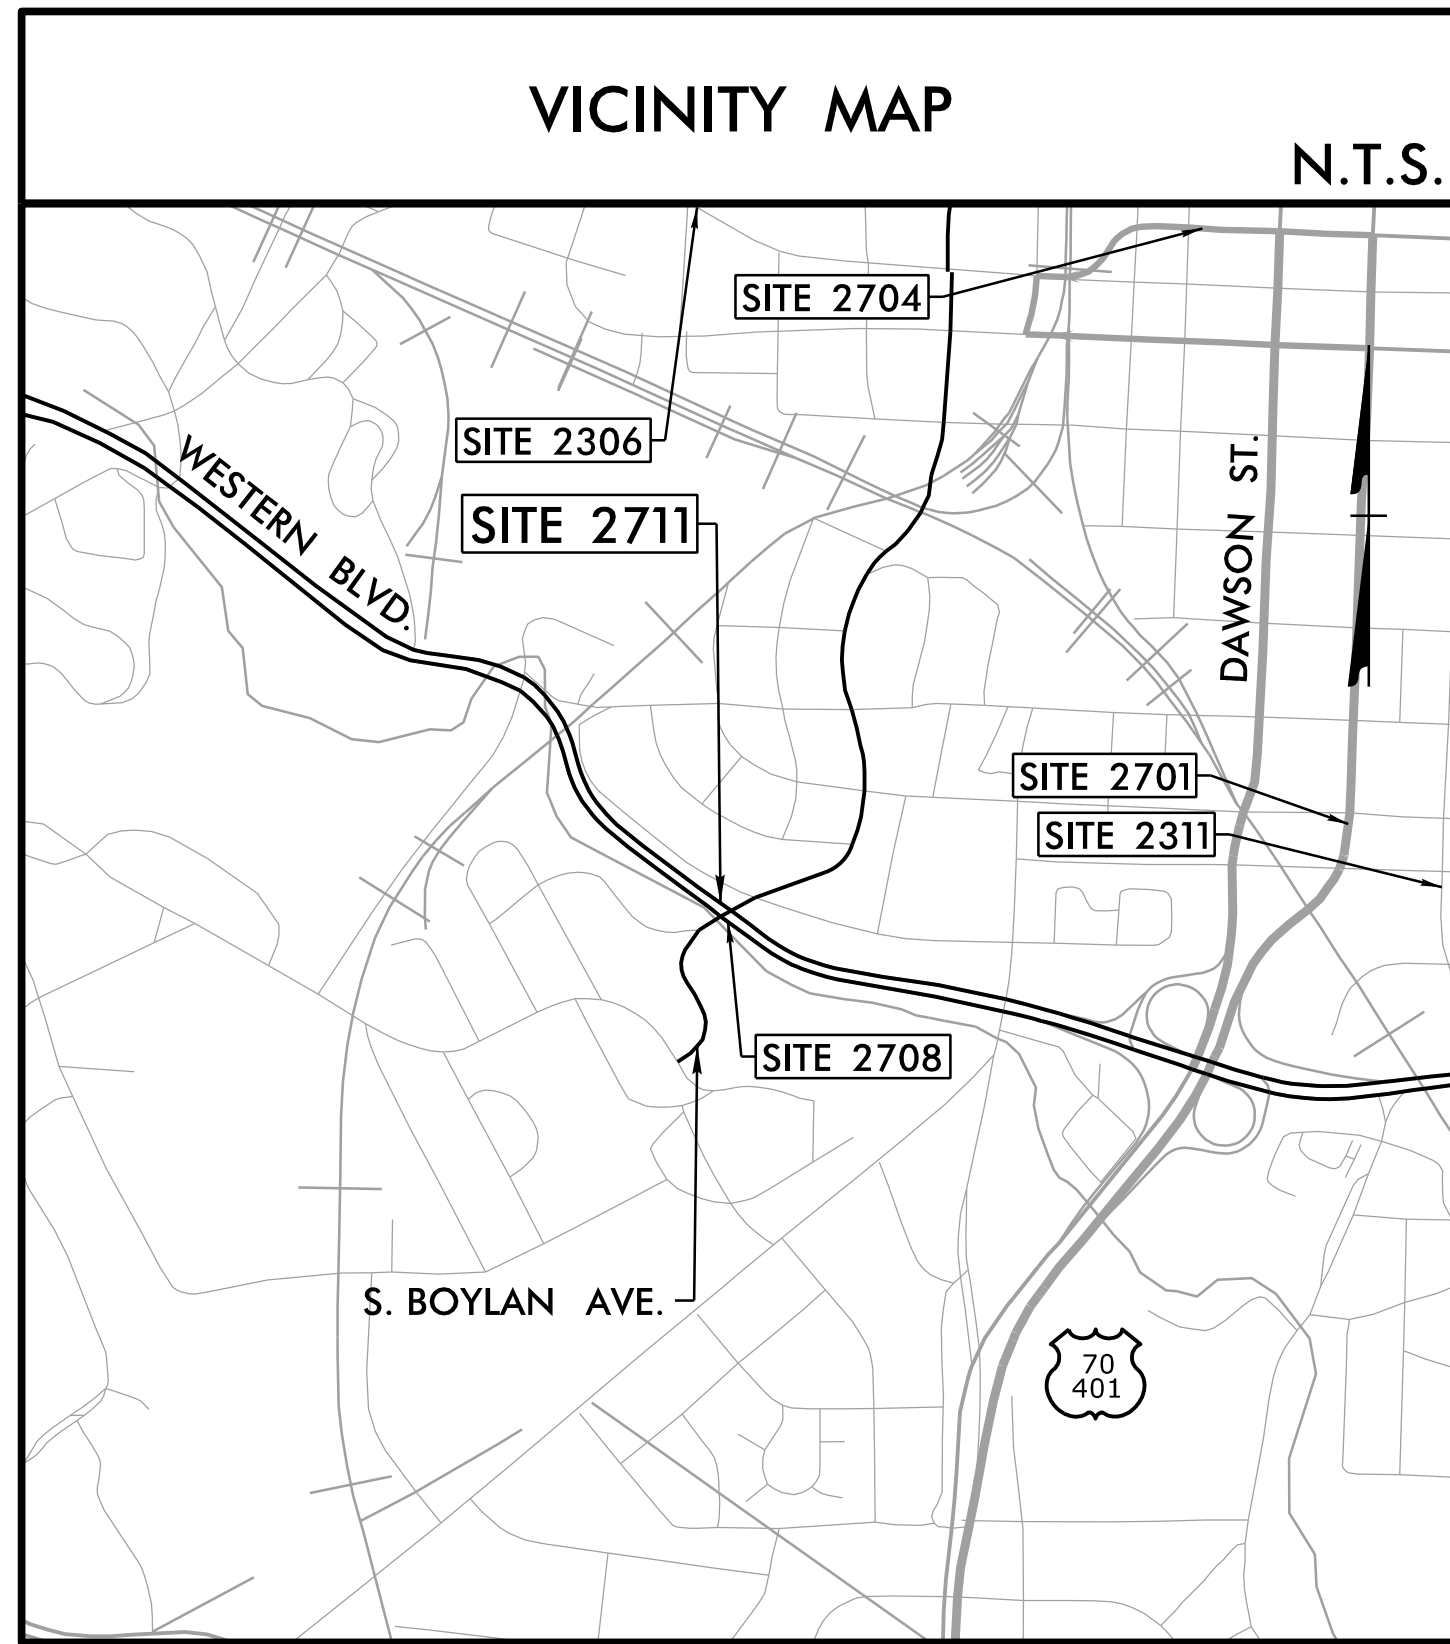 VICINITY MAP
N.T.S.
SITE 2704
SITE 2306
WESTERN BLVD.
SITE 2711
DAWSON ST.
SITE 2701
SITE 2311
SITE 2708
S. BOYLAN AVE.
70
401